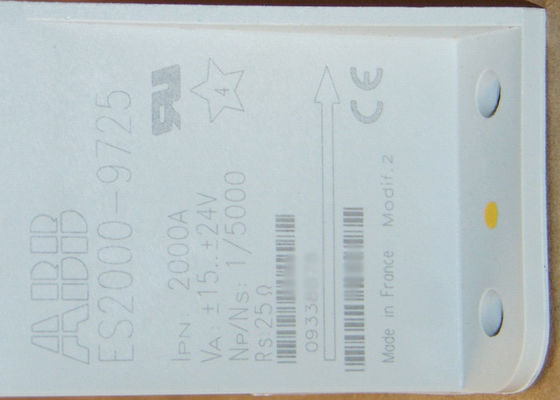 ABB
ES2000-9725
IPN: 2000A
VA: ±15..±24V
NP/NS: 1/5000
Rs: 25 Ω
4
CE
Made in France Modif.2